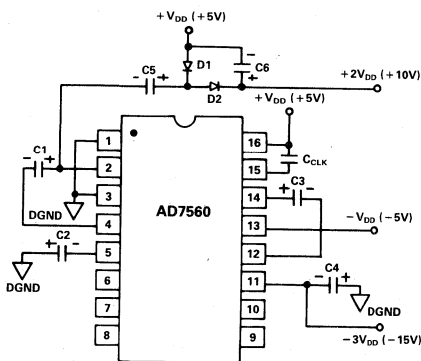 +VDD (+5V)
− C6
D1
C5
− +
+
D2
+2VDD (+10V)
+VDD (+5V)
C1
− +
1
2
3
4
5
6
7
8
16
15
14
13
12
11
10
9
CCLK
C3
+ −
AD7560
DGND
−VDD (−5V)
C2
+ −
DGND
C4
− +
DGND
−3VDD (−15V)